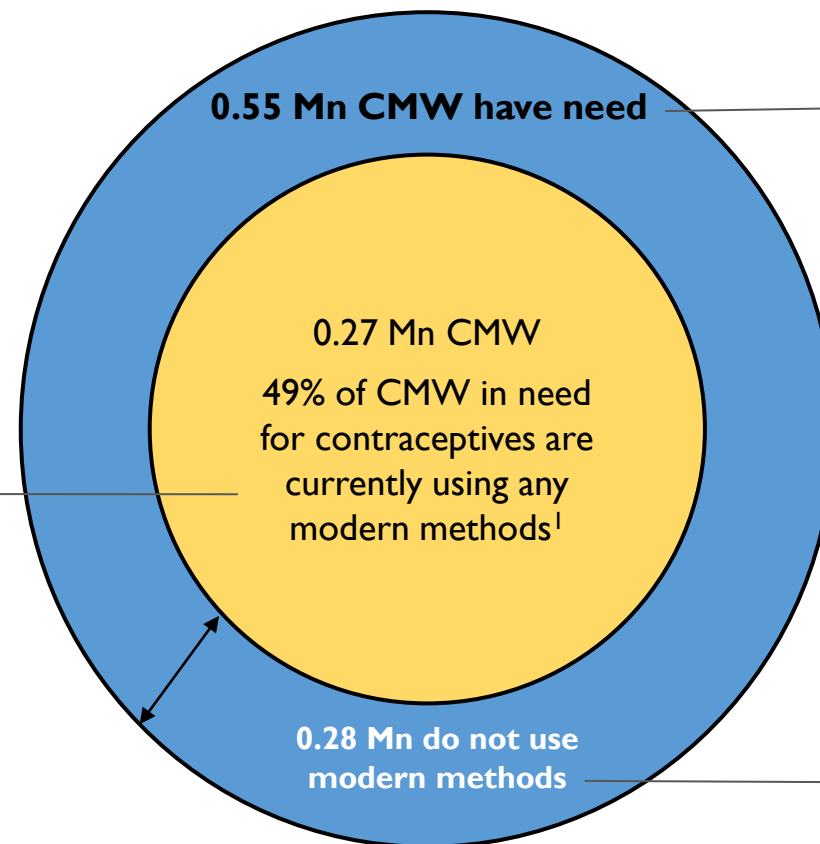 0.55 Mn CMW have need
0.27 Mn CMW
49% of CMW in need
for contraceptives are
currently using any
modern methods¹
0.28 Mn do not use
modern methods